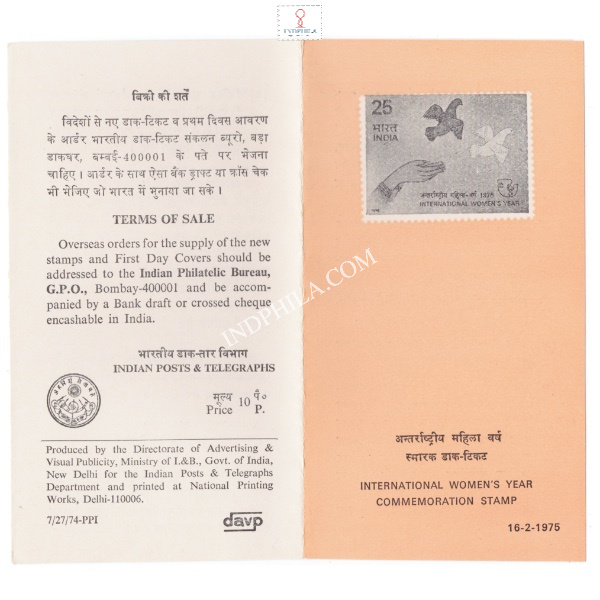 INDPHILA
बिक्री की शर्तें
विदेशों से नए डाक-टिकट व प्रथम दिवस आवरण
के आर्डर भारतीय डाक-टिकट संकलन ब्यूरो, बड़ा
डाकघर, बम्बई-400001 के पते पर भेजना
चाहिए । आर्डर के साथ ऐसा बैंक ड्राफ्ट या क्रॉस चेक
भी भेजिए जो भारत में भुनाया जा सके ।
TERMS OF SALE
Overseas orders for the supply of the new
stamps and First Day Covers should be
addressed to the Indian Philatelic Bureau,
G.P.O., Bombay-400001 and be accom-
panied by a Bank draft or crossed cheque
encashable in India.
भारतीय डाक-तार विभाग
INDIAN POSTS & TELEGRAPHS
मूल्य 10 पै०
Price P.
Produced by the Directorate of Advertising &
Visual Publicity, Ministry of I.&B., Govt. of India,
New Delhi for the Indian Posts & Telegraphs
Department and printed at National Printing
Works, Delhi-110006.
7/27/74-PPI
davp
25
भारत
INDIA
अन्तर्राष्ट्रीय महिला वर्ष 1975
INTERNATIONAL WOMEN'S YEAR
INDPHILA.COM
अन्तर्राष्ट्रीय महिला वर्ष
स्मारक डाक-टिकट
INTERNATIONAL WOMEN'S YEAR
COMMEMORATION STAMP
16-2-1975